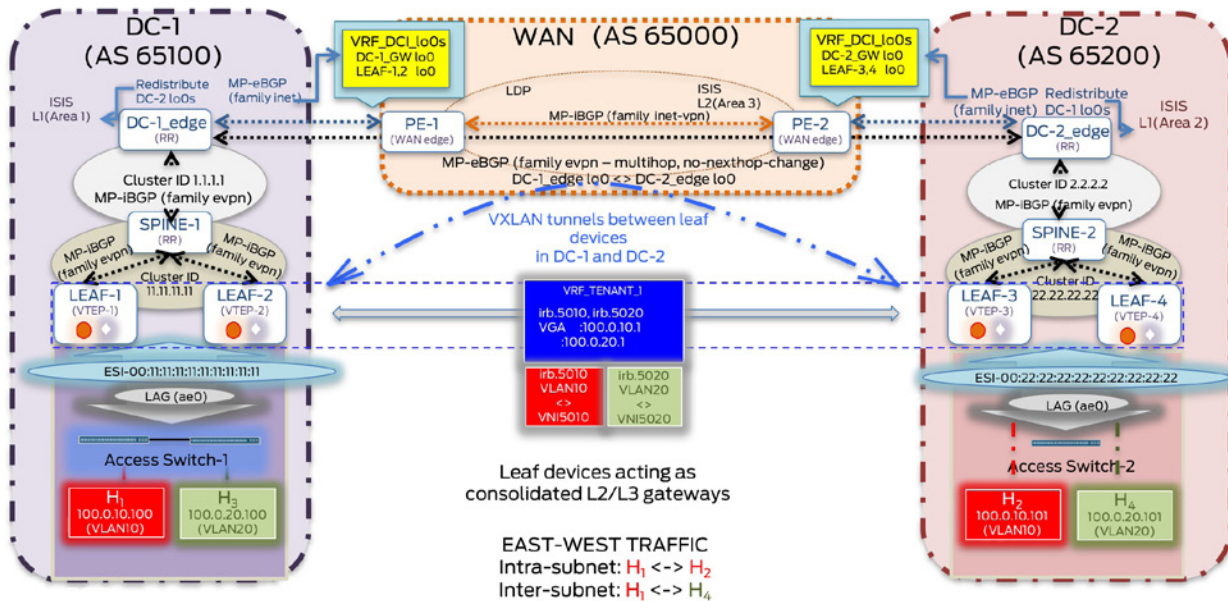 DC-1
(AS 65100)
ISIS
L1(Area 1)
Redistribute
DC-2 lo0s
MP-eBGP
(family inet)
DC-1_edge
(RR)
Cluster ID 1.1.1.1
MP-iBGP (family evpn)
SPINE-1
(RR)
MP-iBGP
(family evpn)
MP-iBGP
(family evpn)
Cluster ID
11.11.11.11
LEAF-1
(VTEP-1)
LEAF-2
(VTEP-2)
ESI-00:11:11:11:11:11:11:11:11:11
LAG (ae0)
Access Switch-1
H1
100.0.10.100
(VLAN10)
H3
100.0.20.100
(VLAN20)
WAN (AS 65000)
VRF_DCI_lo0s
DC-1_GW lo0
LEAF-1,2 lo0
VRF_DCI_lo0s
DC-2_GW lo0
LEAF-3,4 lo0
LDP
ISIS
L2(Area 3)
MP-iBGP (family inet-vpn)
PE-1
(WAN edge)
PE-2
(WAN edge)
MP-eBGP (family evpn – multihop, no-nexthop-change)
DC-1_edge lo0 <> DC-2_edge lo0
VXLAN tunnels between leaf
devices
in DC-1 and DC-2
VRF_TENANT_1
irb.5010, irb.5020
VGA :100.0.10.1
:100.0.20.1
irb.5010
VLAN10
<>
VNI5010
irb.5020
VLAN20
<>
VNI5020
Leaf devices acting as
consolidated L2/L3 gateways
EAST-WEST TRAFFIC
Intra-subnet: H1 <-> H2
Inter-subnet: H1 <-> H4
DC-2
(AS 65200)
MP-eBGP
(family inet)
Redistribute
DC-1 lo0s
ISIS
L1(Area 2)
DC-2_edge
(RR)
Cluster ID 2.2.2.2
MP-iBGP (family evpn)
SPINE-2
(RR)
MP-iBGP
(family evpn)
MP-iBGP
(family evpn)
Cluster ID
22.22.22.22
LEAF-3
(VTEP-3)
LEAF-4
(VTEP-4)
ESI-00:22:22:22:22:22:22:22:22:22
LAG (ae0)
Access Switch-2
H2
100.0.10.101
(VLAN10)
H4
100.0.20.101
(VLAN20)